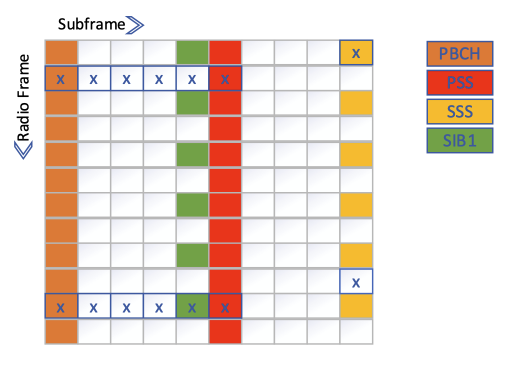 Subframe
Radio Frame
x
x x x x x x
x
x x x x x x
PBCH
PSS
SSS
SIB1